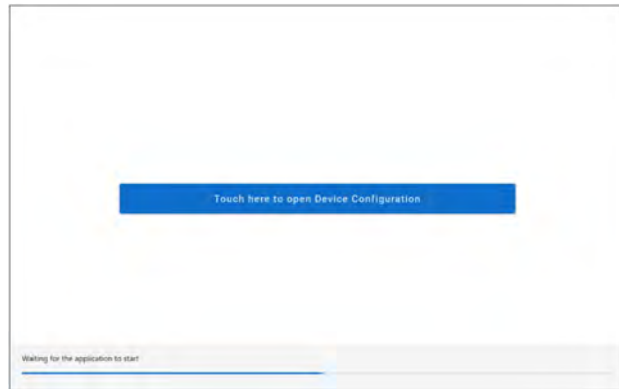 Touch here to open Device Configuration
Waiting for the application to start